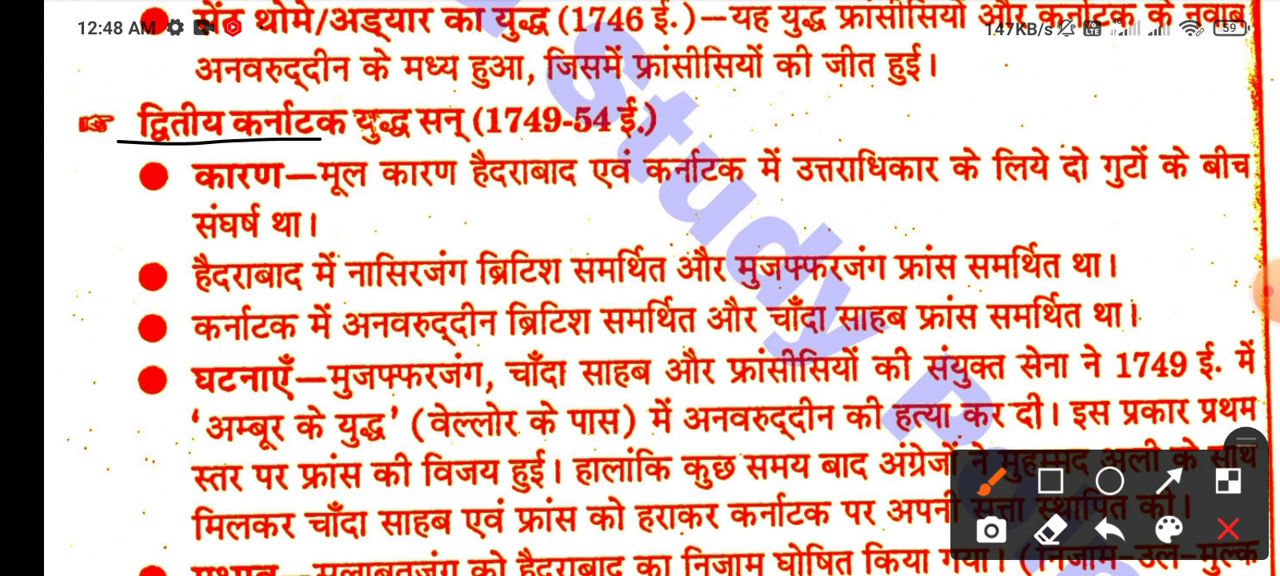 सेंट थोमे/अड्यार का युद्ध (1746 ई.)–यह युद्ध फ्रांसीसियों और कर्नाटक के नवाब
12:48 AM
147KB/s
59
अनवरुद्दीन के मध्य हुआ, जिसमें फ्रांसीसियों की जीत हुई।
द्वितीय कर्नाटक युद्ध सन् (1749-54 ई.)
कारण–मूल कारण हैदराबाद एवं कर्नाटक में उत्तराधिकार के लिये दो गुटों के बीच
संघर्ष था।
हैदराबाद में नासिरजंग ब्रिटिश समर्थित और मुजफ्फरजंग फ्रांस समर्थित था।
कर्नाटक में अनवरुद्दीन ब्रिटिश समर्थित और चाँदा साहब फ्रांस समर्थित था।
घटनाएँ–मुजफ्फरजंग, चाँदा साहब और फ्रांसीसियों की संयुक्त सेना ने 1749 ई. में
‘अम्बूर के युद्ध’ (वेल्लोर के पास) में अनवरुद्दीन की हत्या कर दी। इस प्रकार प्रथम
स्तर पर फ्रांस की विजय हुई। हालांकि कुछ समय बाद अंग्रेजों ने मुहम्मद अली के साथ
मिलकर चाँदा साहब एवं फ्रांस को हराकर कर्नाटक पर अपनी सत्ता स्थापित की।
सलाबतजंग को हैदराबाद का निजाम घोषित किया गया। (निजाम-उल-मुल्क
Study